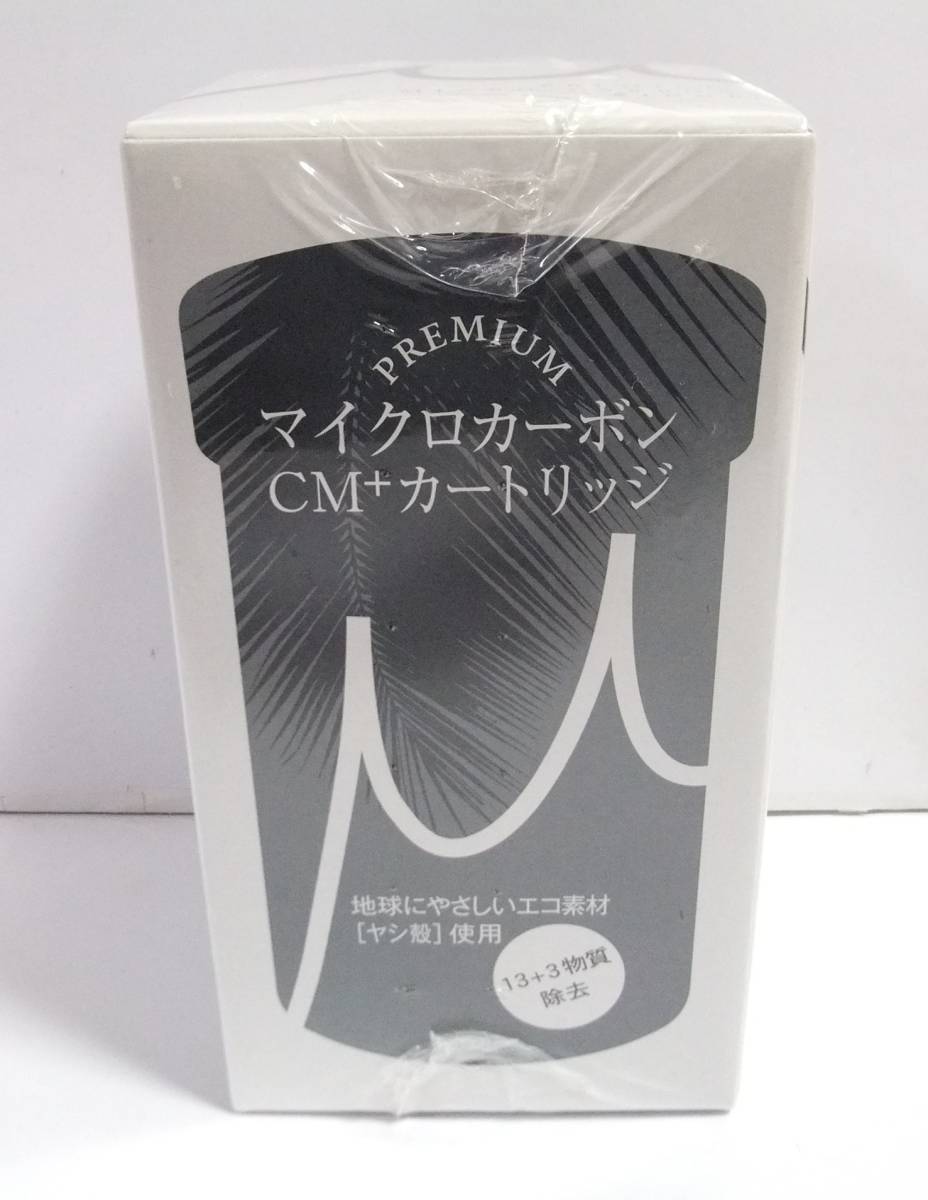 PREMIUM
マイクロカーボン
CM+カートリッジ
μ
地球にやさしいエコ素材
[ヤシ殻]使用
13+3物質
除去